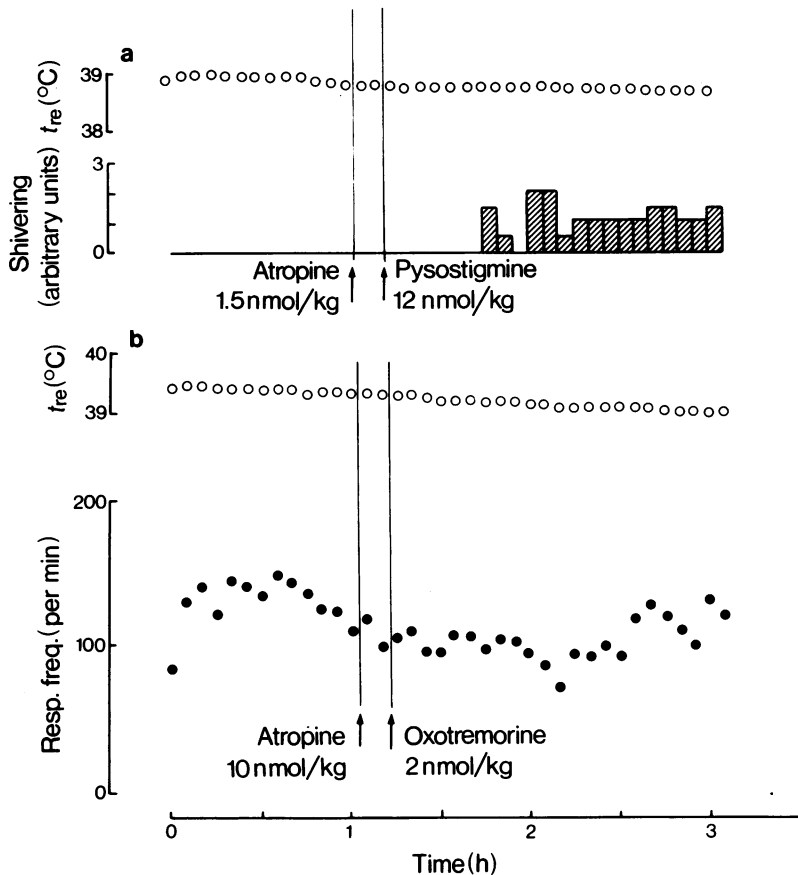 a
39
38
t re (°C)
3
0
Shivering
(arbitrary units)
Atropine
1.5 nmol/kg
Pysostigmine
12 nmol/kg
b
40
39
t re (°C)
200
100
0
Resp. freq. (per min)
Atropine
10 nmol/kg
Oxotremorine
2 nmol/kg
0 1 2 3
Time (h)